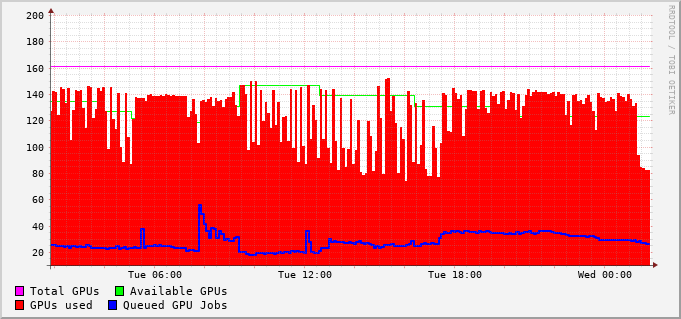 200
180
160
140
120
100
80
60
40
20
Tue 06:00 Tue 12:00 Tue 18:00 Wed 00:00
Total GPUs Available GPUs
GPUs used Queued GPU Jobs
RRDTOOL / TOBI OETIKER